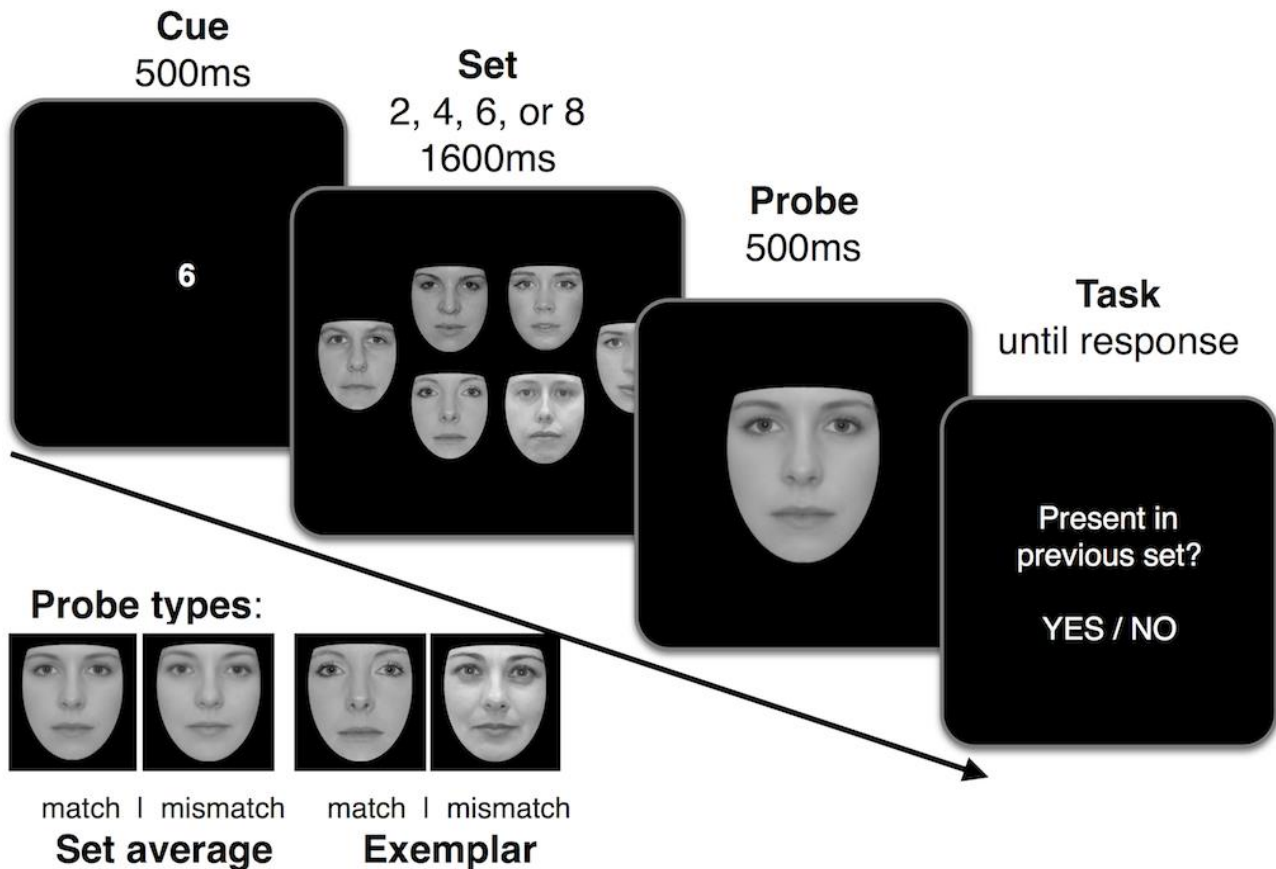 Cue
500ms
6
Set
2, 4, 6, or 8
1600ms
Probe
500ms
Task
until response
Present in
previous set?
YES / NO
Probe types:
match | mismatch
Set average
match | mismatch
Exemplar